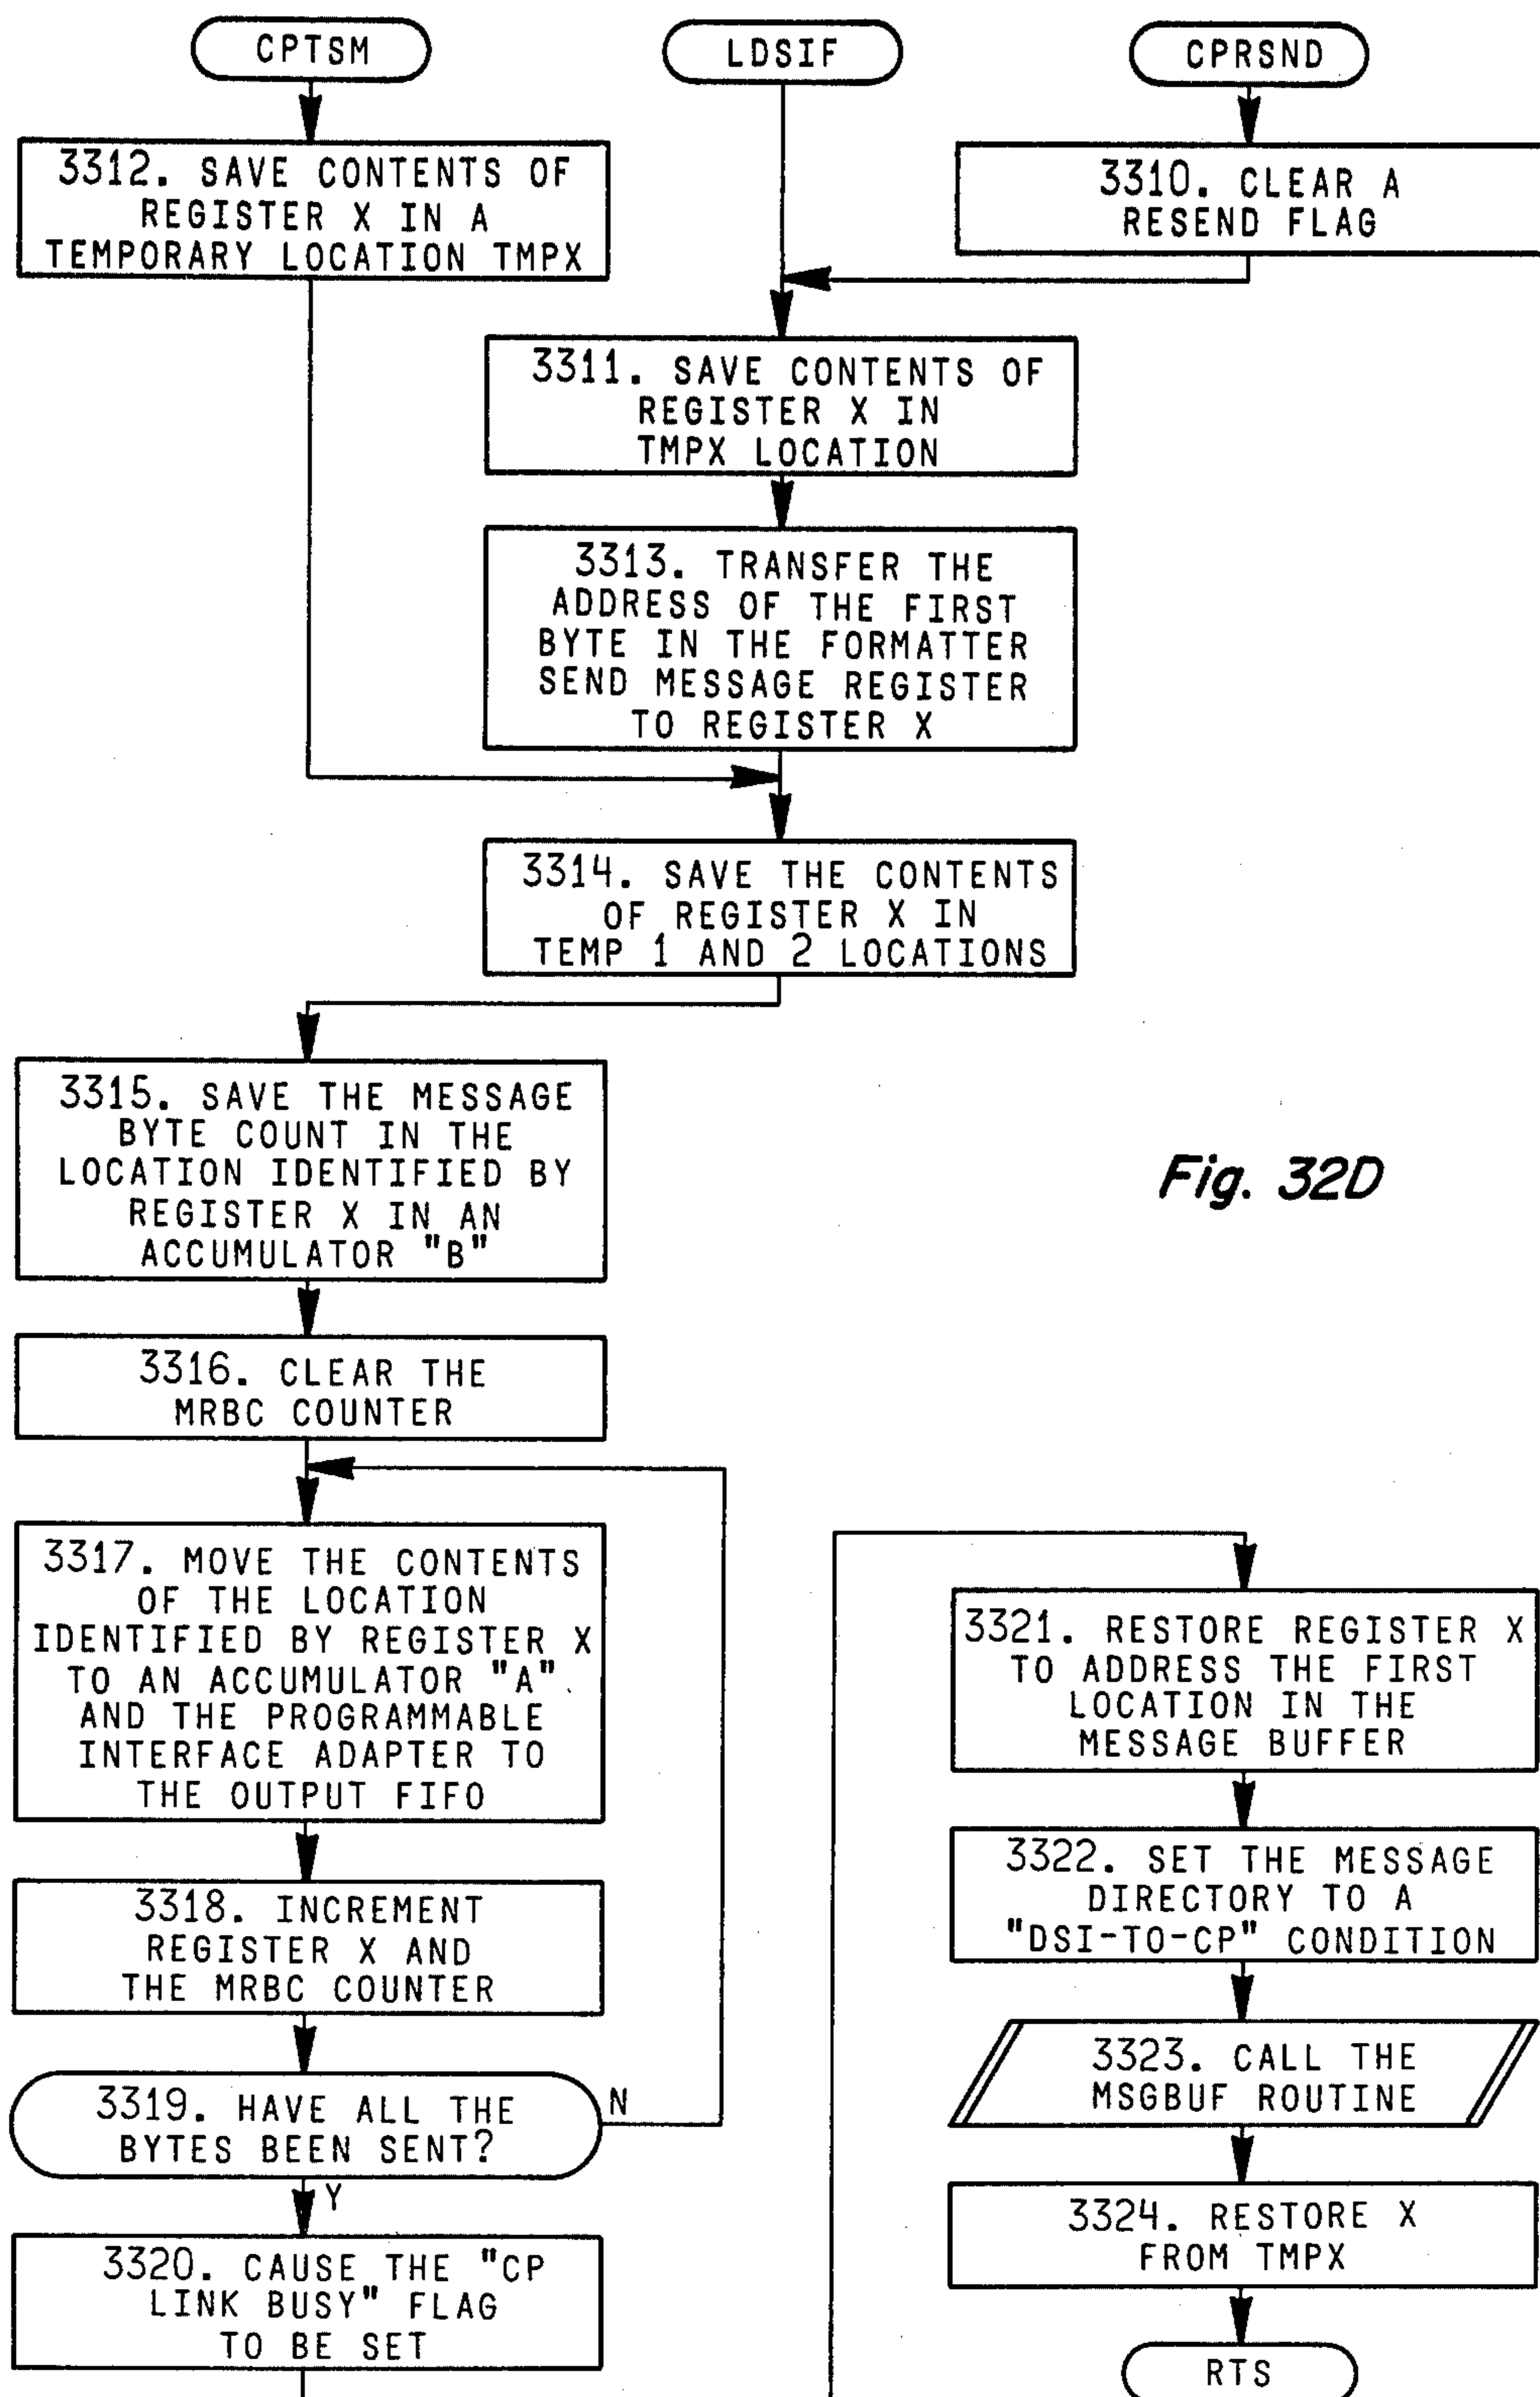 CPTSM
LDSIF
CPRSND
3312. SAVE CONTENTS OF
REGISTER X IN A
TEMPORARY LOCATION TMPX
3310. CLEAR A
RESEND FLAG
3311. SAVE CONTENTS OF
REGISTER X IN
TMPX LOCATION
3313. TRANSFER THE
ADDRESS OF THE FIRST
BYTE IN THE FORMATTER
SEND MESSAGE REGISTER
TO REGISTER X
3314. SAVE THE CONTENTS
OF REGISTER X IN
TEMP 1 AND 2 LOCATIONS
3315. SAVE THE MESSAGE
BYTE COUNT IN THE
LOCATION IDENTIFIED BY
REGISTER X IN AN
ACCUMULATOR "B"
Fig. 32D
3316. CLEAR THE
MRBC COUNTER
3317. MOVE THE CONTENTS
OF THE LOCATION
IDENTIFIED BY REGISTER X
TO AN ACCUMULATOR "A"
AND THE PROGRAMMABLE
INTERFACE ADAPTER TO
THE OUTPUT FIFO
3318. INCREMENT
REGISTER X AND
THE MRBC COUNTER
3319. HAVE ALL THE
BYTES BEEN SENT?
N
Y
3320. CAUSE THE "CP
LINK BUSY" FLAG
TO BE SET
3321. RESTORE REGISTER X
TO ADDRESS THE FIRST
LOCATION IN THE
MESSAGE BUFFER
3322. SET THE MESSAGE
DIRECTORY TO A
"DSI-TO-CP" CONDITION
3323. CALL THE
MSGBUF ROUTINE
3324. RESTORE X
FROM TMPX
RTS